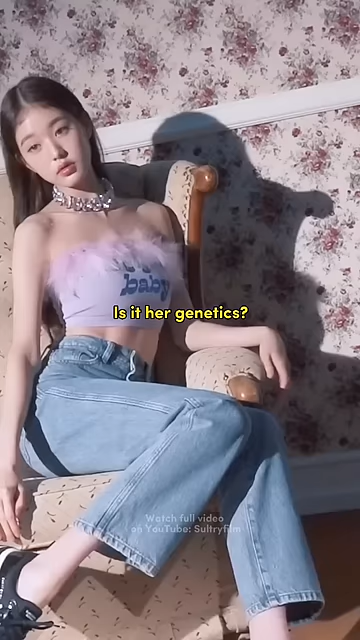 baby
Is it her genetics?
Watch full video
on YouTube: Sultryfilm